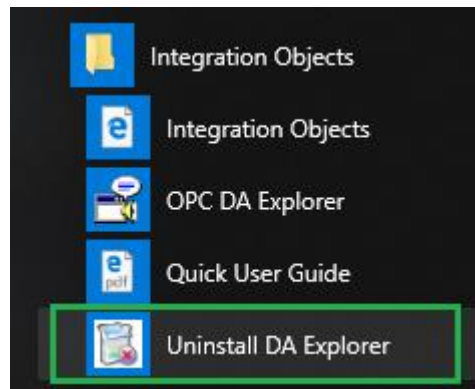 Integration Objects
Integration Objects
OPC DA Explorer
Quick User Guide
Uninstall DA Explorer